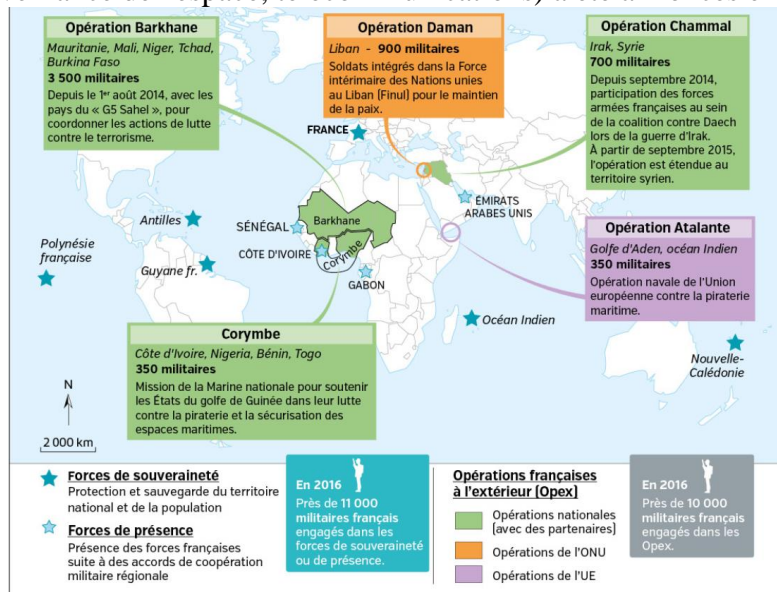 Opération Barkhane
Mauritanie, Mali, Niger, Tchad,
Burkina Faso
3 500 militaires
Depuis le 1er août 2014, avec les
pays du « G5 Sahel », pour
coordonner les actions de lutte
contre le terrorisme.
Opération Daman
Liban - 900 militaires
Soldats intégrés dans la Force
intérimaire des Nations unies
au Liban (Finul) pour le maintien
de la paix.
Opération Chammal
Irak, Syrie
700 militaires
Depuis septembre 2014,
participation des forces
armées françaises au sein
de la coalition contre Daech
lors de la guerre d'Irak.
À partir de septembre 2015,
l'opération est étendue au
territoire syrien.
FRANCE
Antilles
Polynésie
française
Guyane fr.
SÉNÉGAL
CÔTE D'IVOIRE
Barkhane
Corymbe
GABON
ÉMIRATS
ARABES UNIS
Océan Indien
Nouvelle-
Calédonie
Opération Atalante
Golfe d'Aden, océan Indien
350 militaires
Opération navale de l'Union
européenne contre la piraterie
maritime.
Corymbe
Côte d'Ivoire, Nigeria, Bénin, Togo
350 militaires
Mission de la Marine nationale pour soutenir
les États du golfe de Guinée dans leur lutte
contre la piraterie et la sécurisation des
espaces maritimes.
N
2 000 km
Forces de souveraineté
Protection et sauvegarde du territoire
national et de la population
Forces de présence
Présence des forces françaises
suite à des accords de coopération
militaire régionale
En 2016
Près de 11 000
militaires français
engagés dans les
forces de souveraineté
ou de présence.
Opérations françaises
à l'extérieur (Opex)
Opérations nationales
(avec des partenaires)
Opérations de l'ONU
Opérations de l'UE
En 2016
Près de 10 000
militaires français
engagés dans les
Opex.